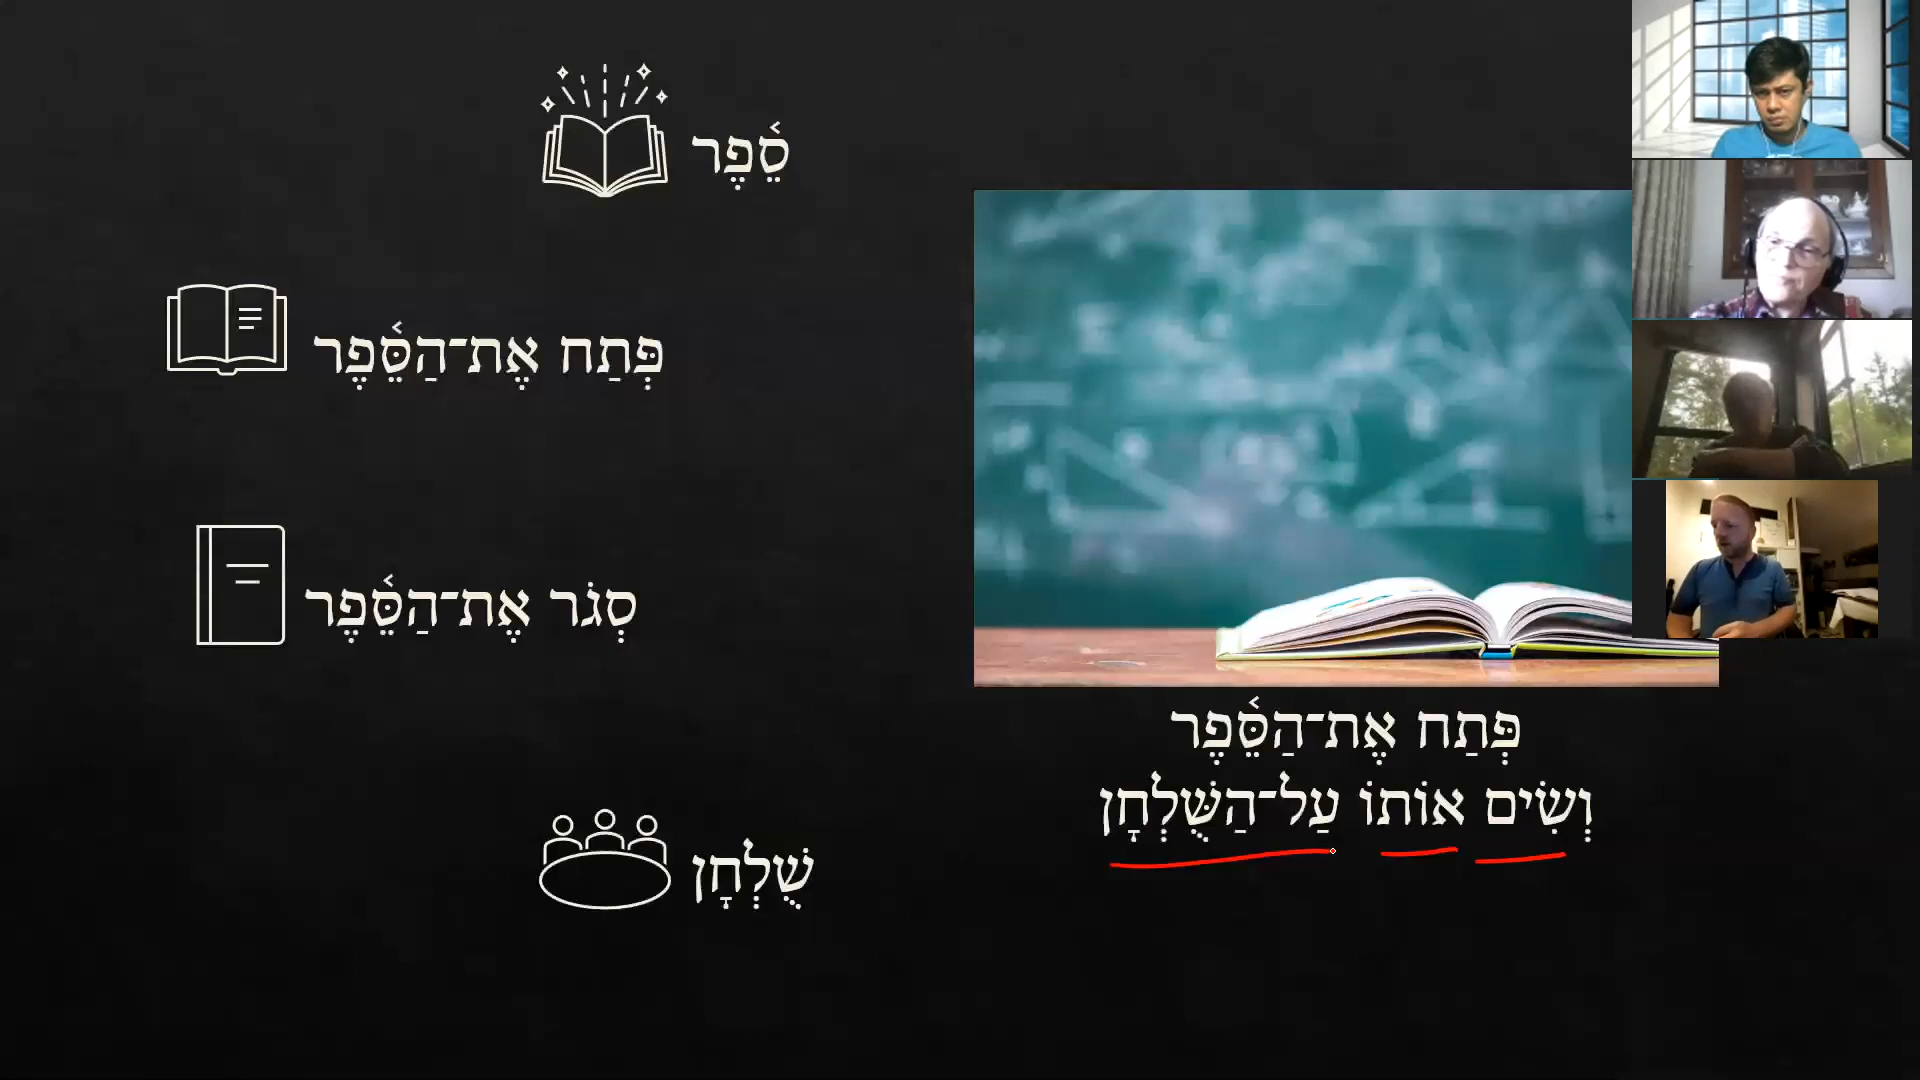 סֵ֫פֶר
פְּתַח אֶת־הַסֵּ֫פֶר
סְגֹר אֶת־הַסֵּ֫פֶר
שֻׁלְחָן
פְּתַח אֶת־הַסֵּ֫פֶר
וְשִׂים אוֹתוֹ עַל־הַשֻּׁלְחָן